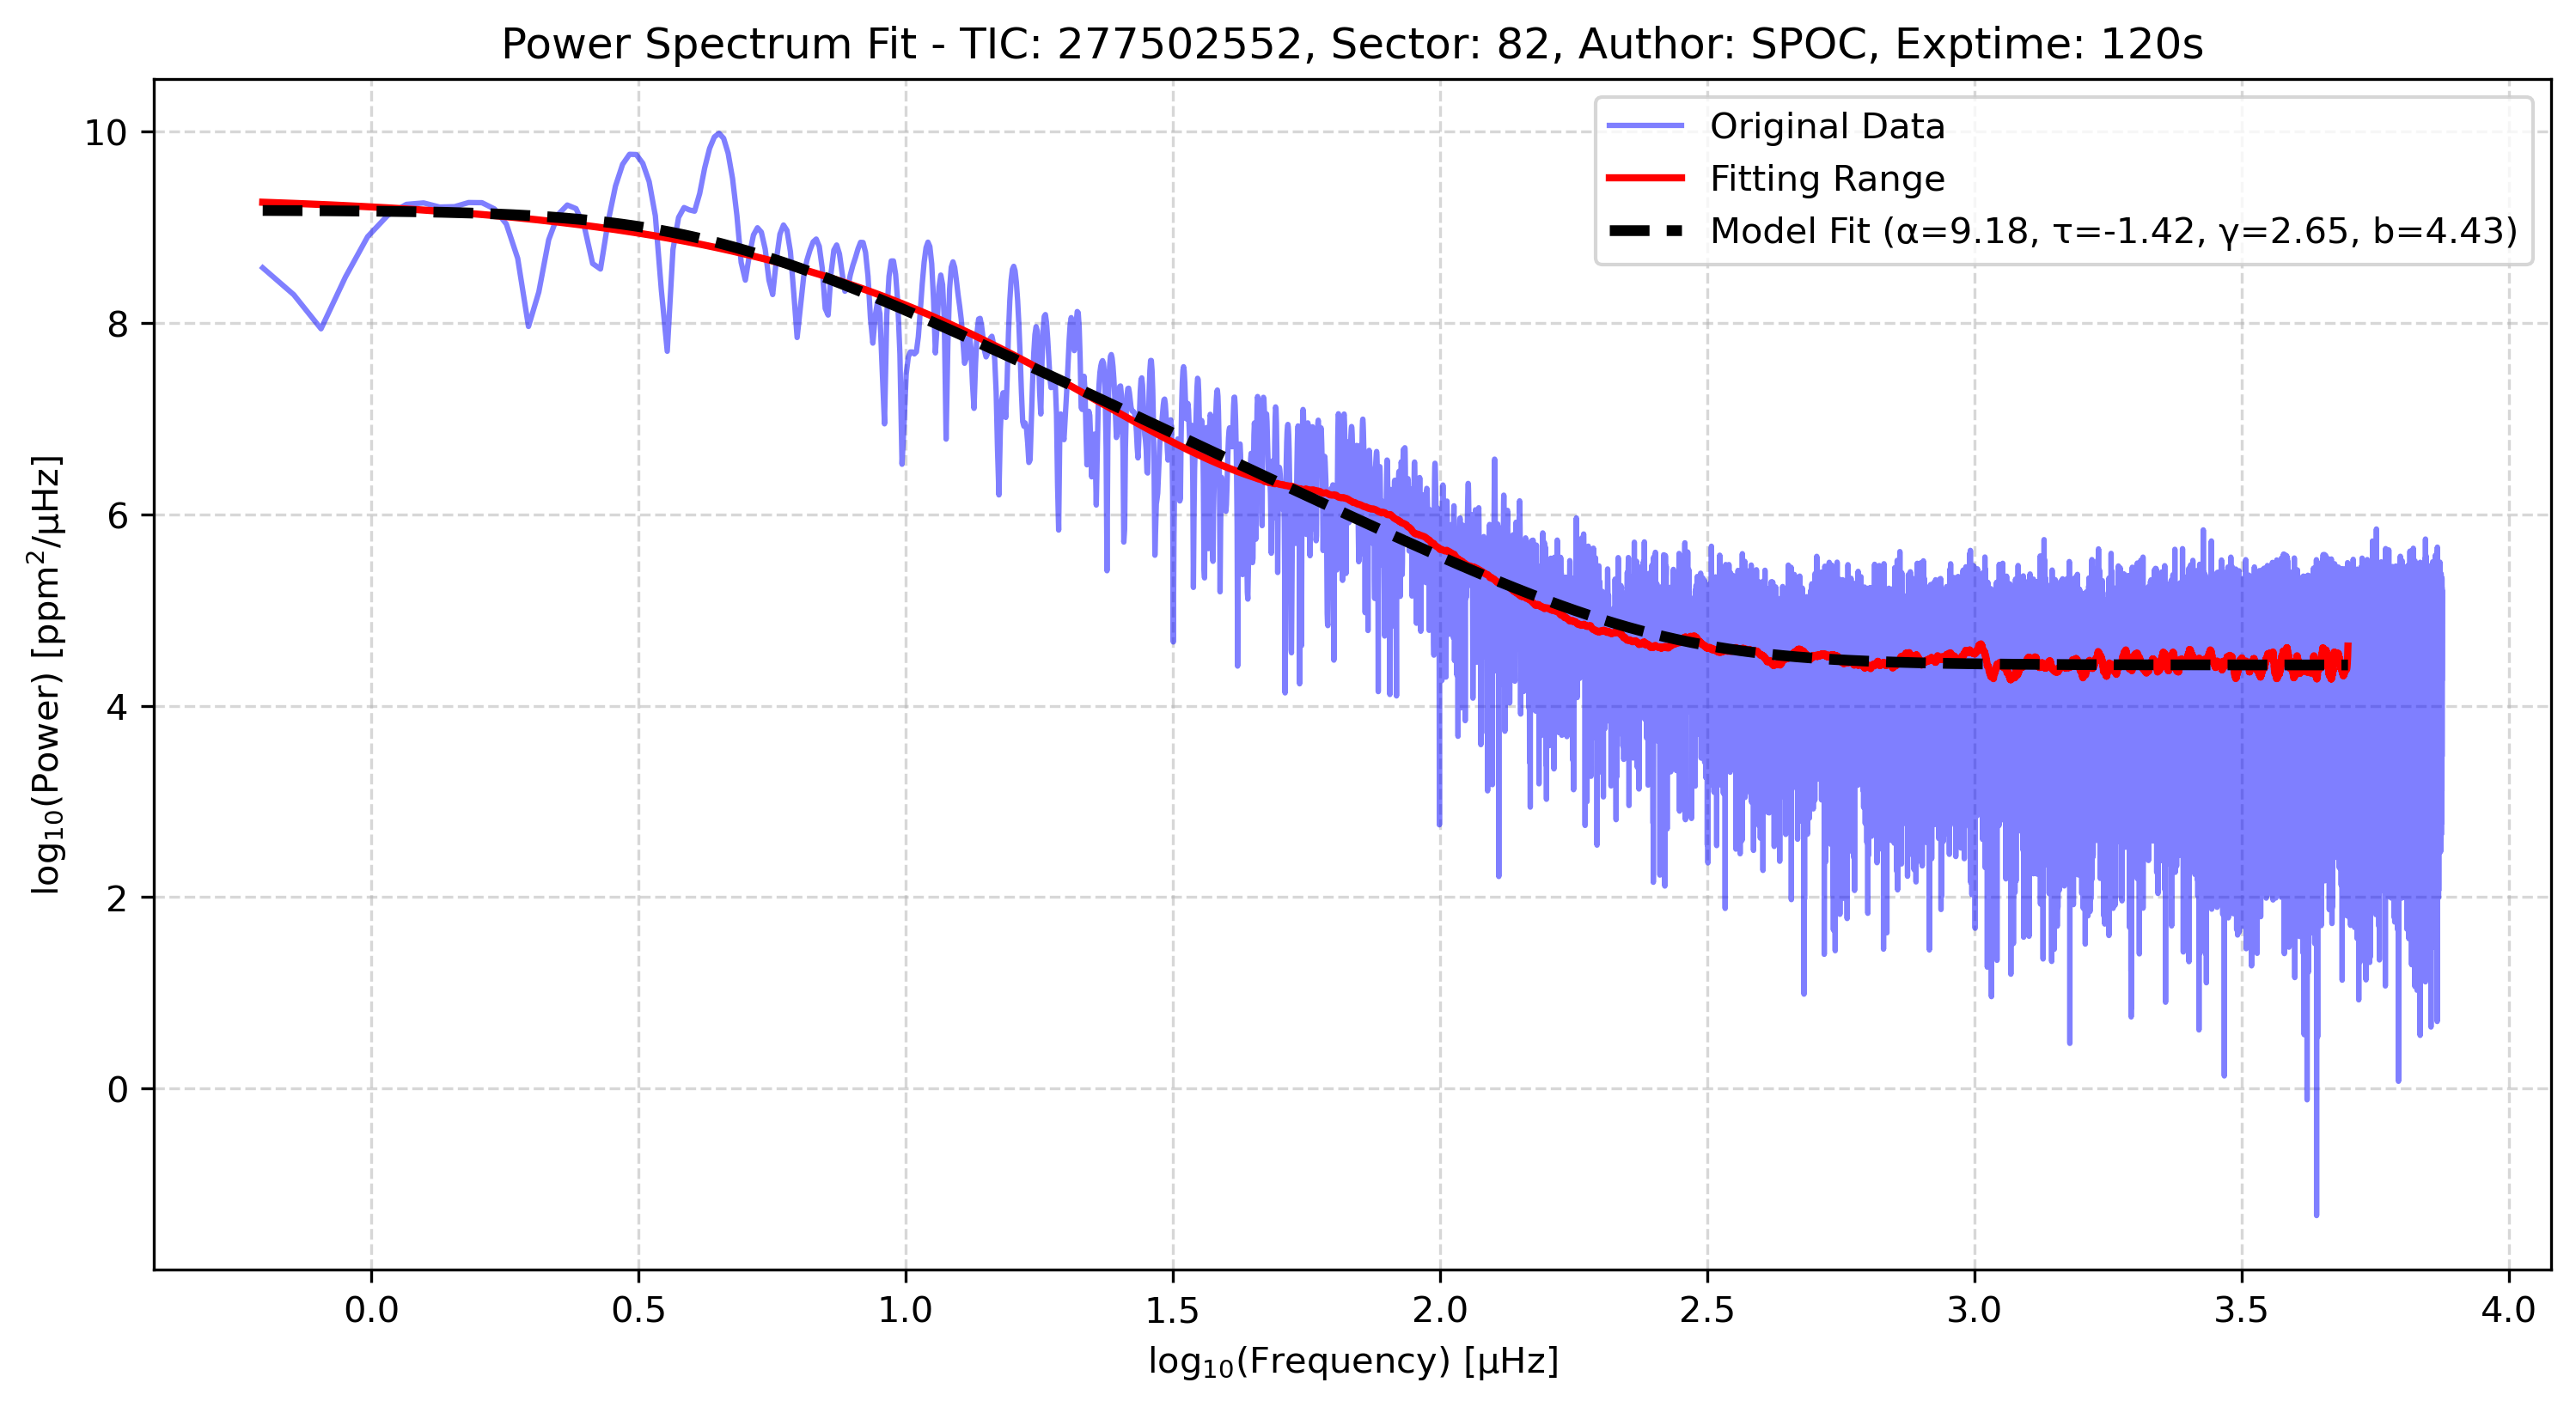 Power Spectrum Fit - TIC: 277502552, Sector: 82, Author: SPOC, Exptime: 120s
Original Data
Fitting Range
Model Fit (α=9.18, τ=-1.42, γ=2.65, b=4.43)
log₁₀(Power) [ppm²/μHz]
10
8
6
4
2
0
0.0 0.5 1.0 1.5 2.0 2.5 3.0 3.5 4.0
log₁₀(Frequency) [μHz]